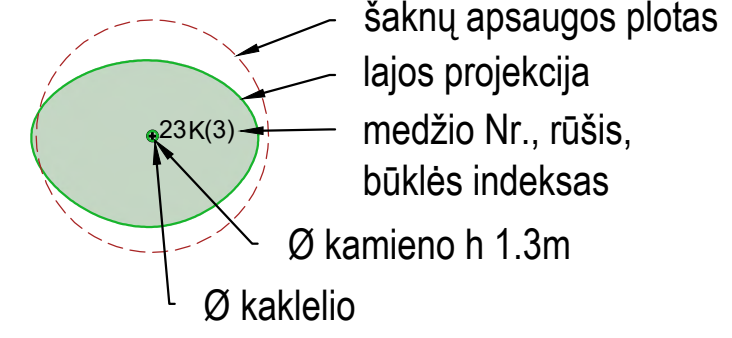 šaknų apsaugos plotas
lajos projekcija
23K(3)
medžio Nr., rūšis,
būklės indeksas
Ø kamieno h 1.3m
Ø kaklelio